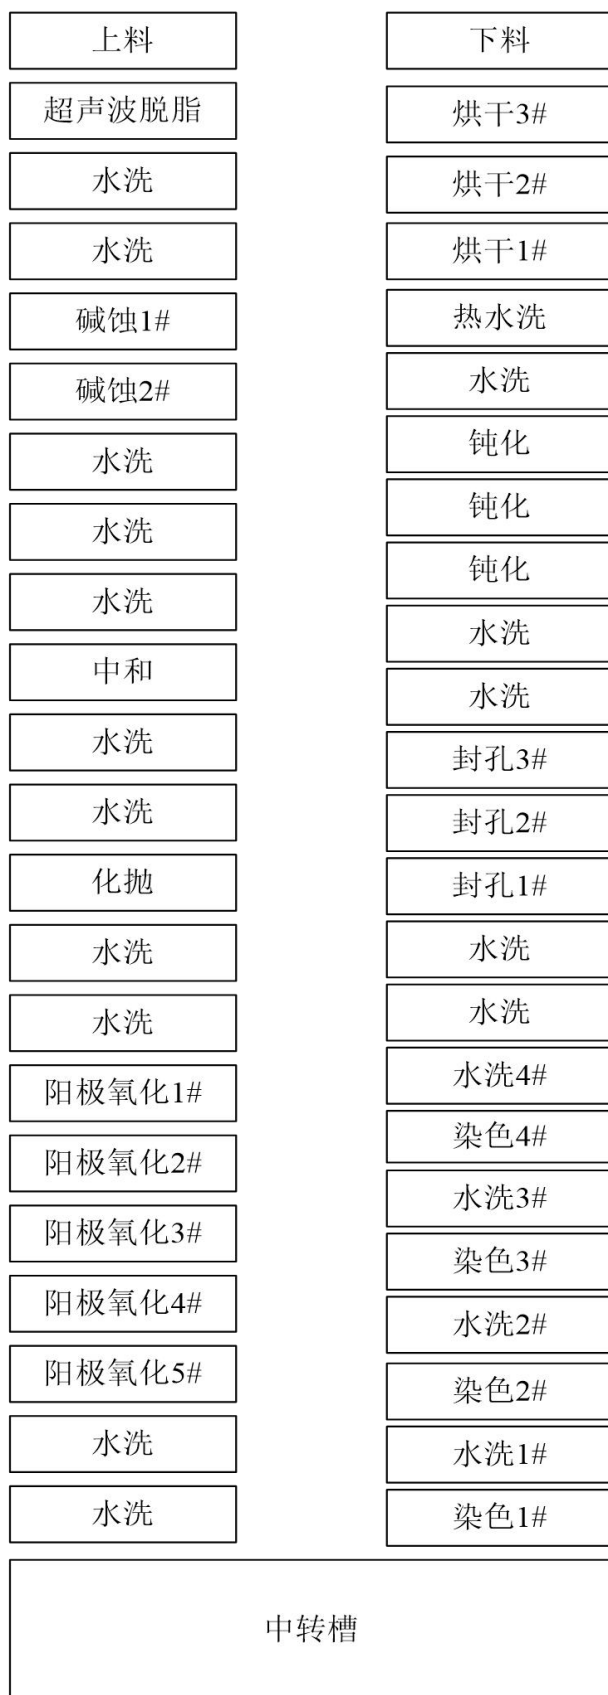 上料
超声波脱脂
水洗
水洗
碱蚀1#
碱蚀2#
水洗
水洗
水洗
中和
水洗
水洗
化抛
水洗
水洗
阳极氧化1#
阳极氧化2#
阳极氧化3#
阳极氧化4#
阳极氧化5#
水洗
水洗
下料
烘干3#
烘干2#
烘干1#
热水洗
水洗
钝化
钝化
钝化
水洗
水洗
封孔3#
封孔2#
封孔1#
水洗
水洗
水洗4#
染色4#
水洗3#
染色3#
水洗2#
染色2#
水洗1#
染色1#
中转槽